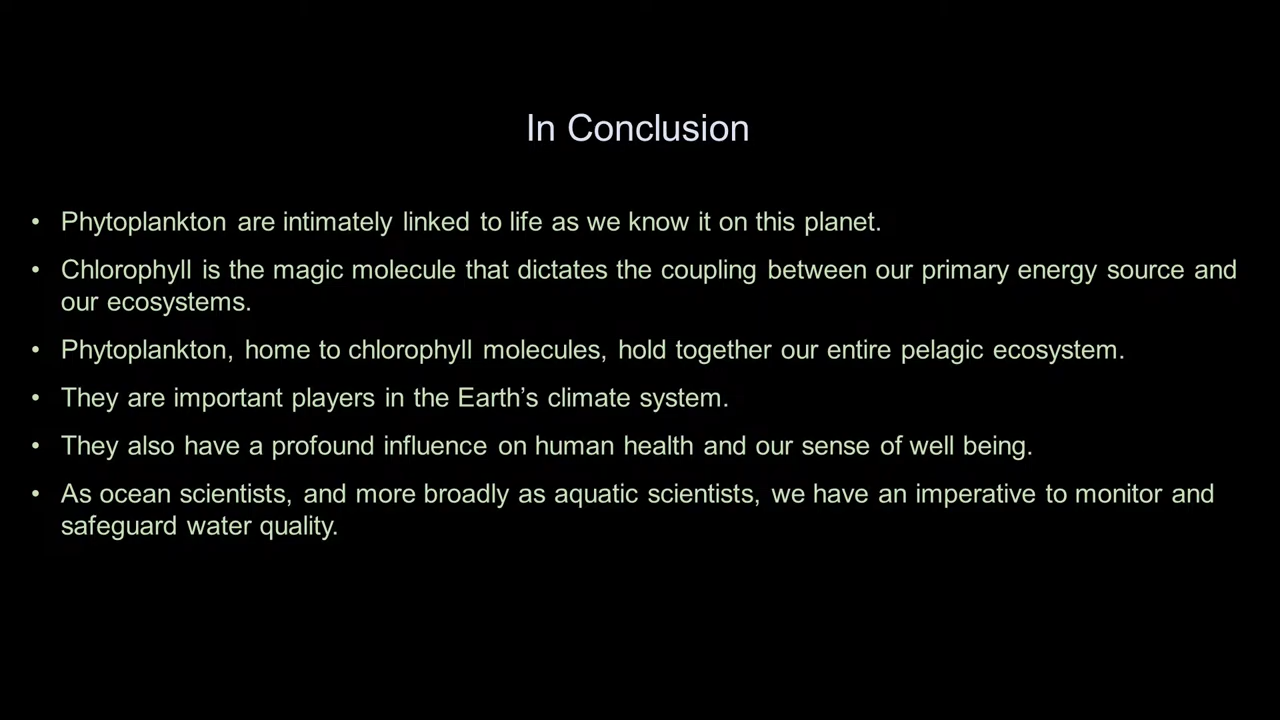 In Conclusion
• Phytoplankton are intimately linked to life as we know it on this planet.
• Chlorophyll is the magic molecule that dictates the coupling between our primary energy source and
our ecosystems.
• Phytoplankton, home to chlorophyll molecules, hold together our entire pelagic ecosystem.
• They are important players in the Earth’s climate system.
• They also have a profound influence on human health and our sense of well being.
• As ocean scientists, and more broadly as aquatic scientists, we have an imperative to monitor and
safeguard water quality.